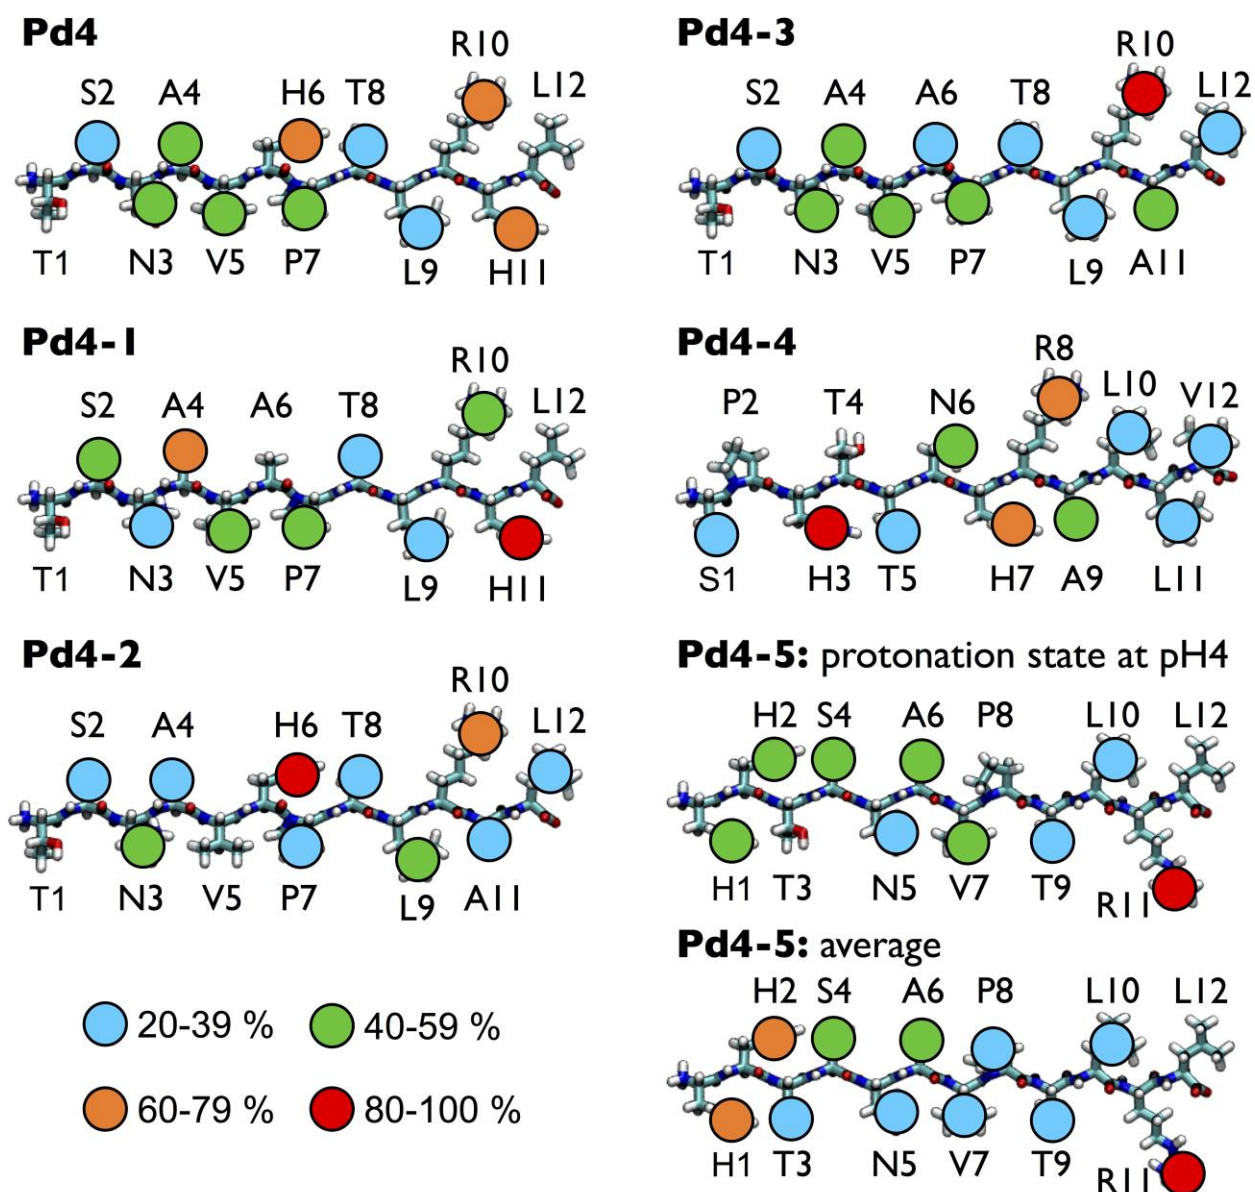 Pd4
S2 A4 H6 T8 R10 L12
T1 N3 V5 P7 L9 H11
Pd4-3
S2 A4 A6 T8 R10 L12
T1 N3 V5 P7 L9 A11
Pd4-1
S2 A4 A6 T8 R10 L12
T1 N3 V5 P7 L9 H11
Pd4-4
P2 T4 N6 R8 L10 V12
S1 H3 T5 H7 A9 L11
Pd4-2
S2 A4 H6 T8 R10 L12
T1 N3 V5 P7 L9 A11
Pd4-5: protonation state at pH4
H2 S4 A6 P8 L10 L12
H1 T3 N5 V7 T9 R11
Pd4-5: average
H2 S4 A6 P8 L10 L12
H1 T3 N5 V7 T9 R11
20-39 % 40-59 %
60-79 % 80-100 %